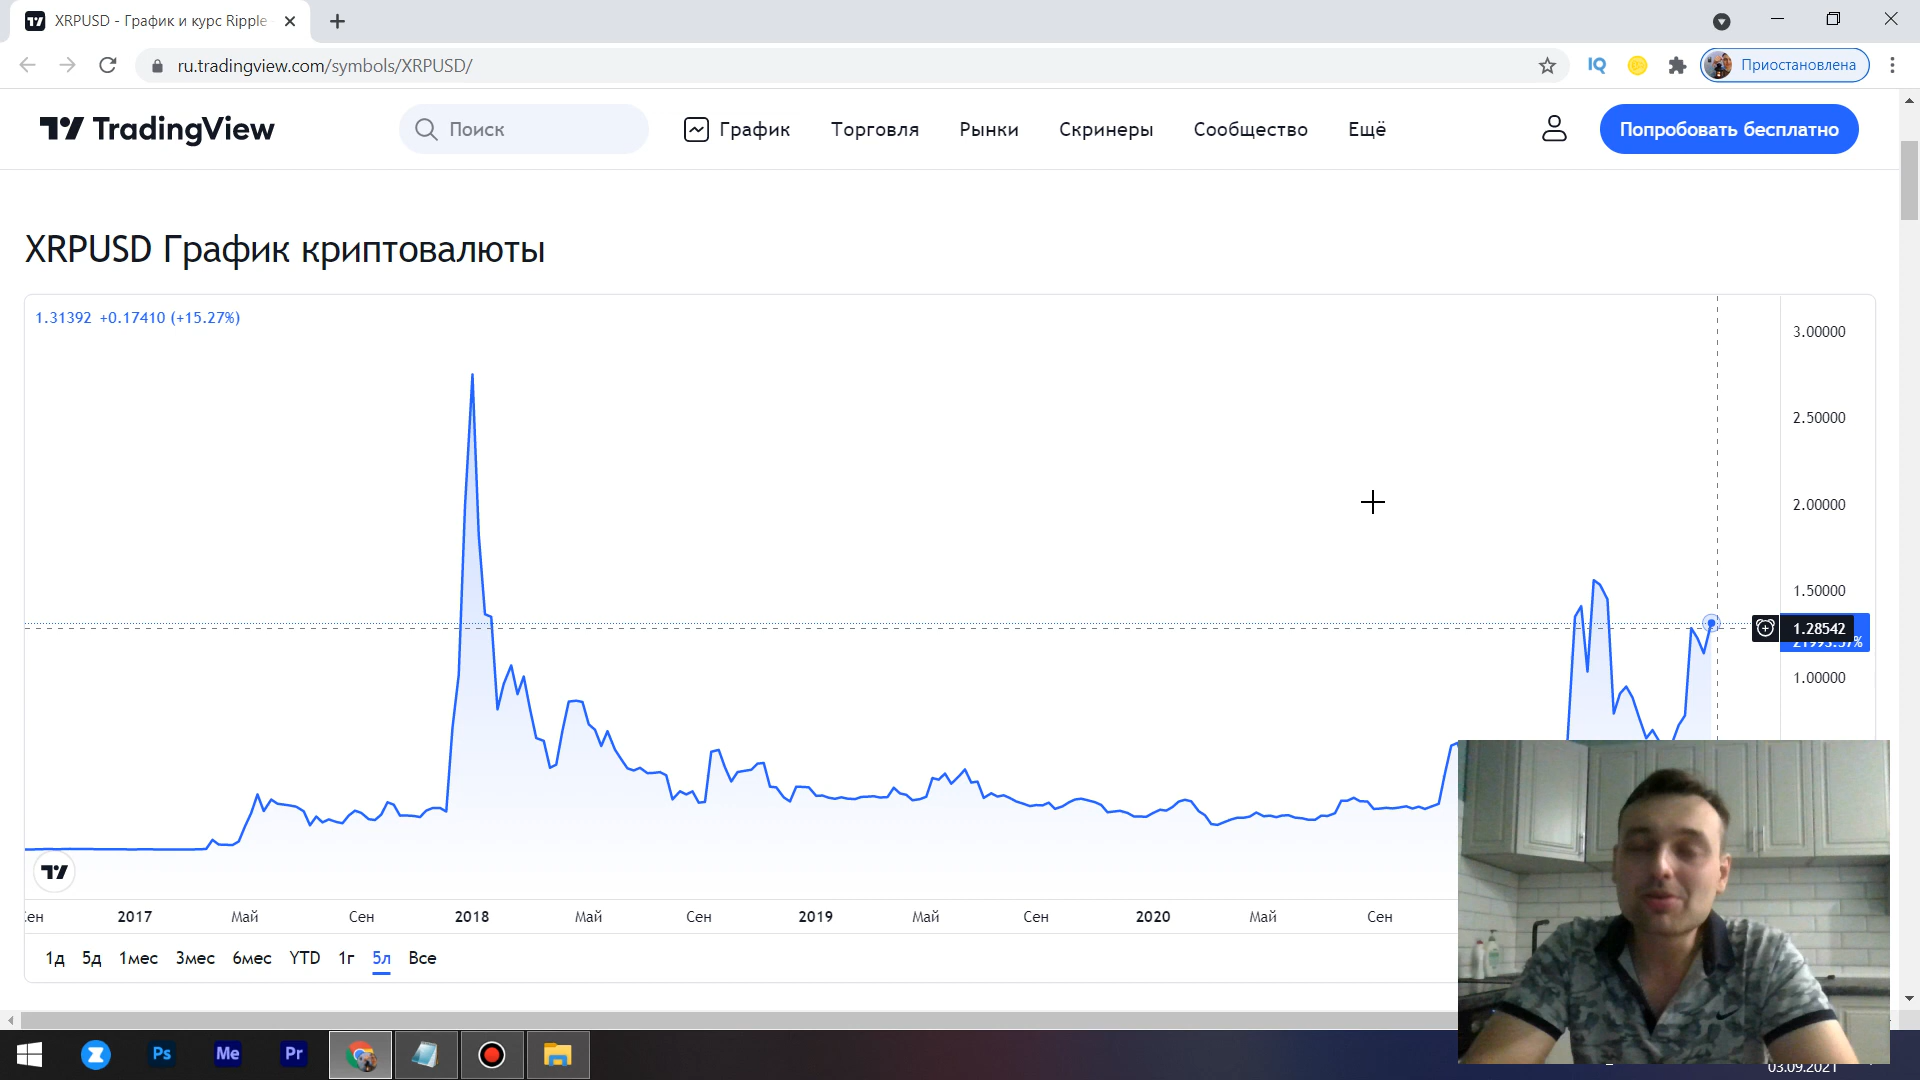 XRPUSD - График и курс Ripple
ru.tradingview.com/symbols/XRPUSD/
IQ
Приостановлена
TradingView
Поиск
График
Торговля
Рынки
Скринеры
Сообщество
Ещё
Попробовать бесплатно
XRPUSD График криптовалюты
1.31392 +0.17410 (+15.27%)
3.00000
2.50000
2.00000
1.50000
1.28542
1.00000
ен 2017 Май Сен 2018 Май Сен 2019 Май Сен 2020 Май Сен
1д 5д 1мес 3мес 6мес YTD 1г 5л Все
Ps
Me
Pr
03.09.2021